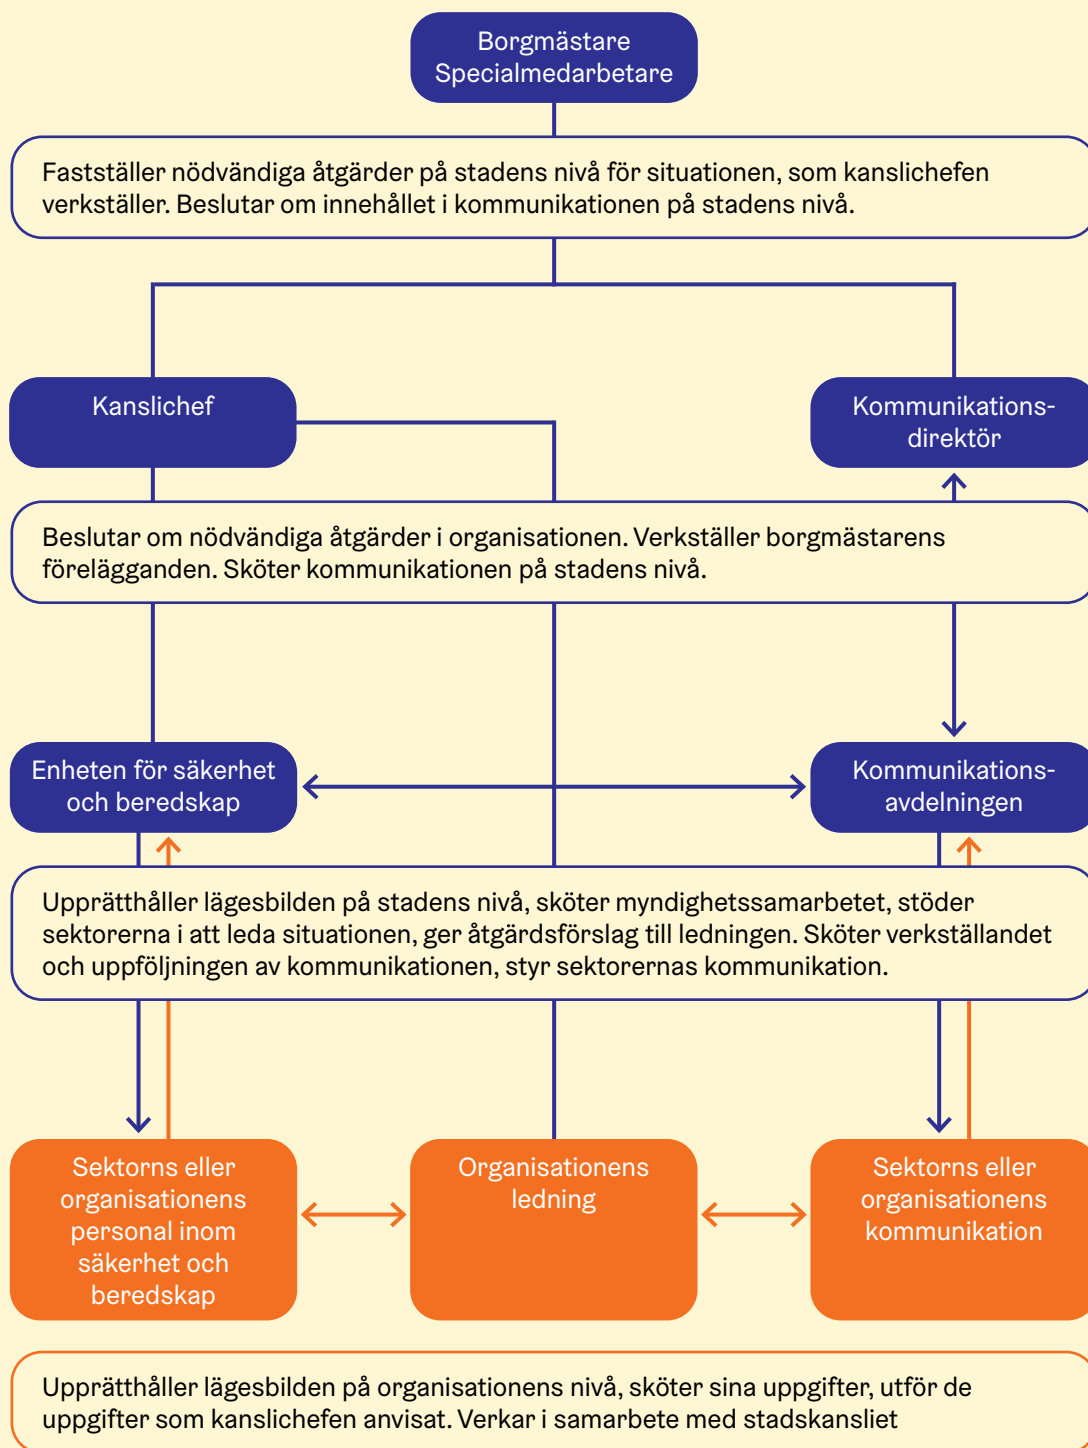 Borgmästare
Specialmedarbetare
Fastställer nödvändiga åtgärder på stadens nivå för situationen, som kanslichefen
verkställer. Beslutar om innehållet i kommunikationen på stadens nivå.
Kanslichef
Kommunikations-
direktör
Beslutar om nödvändiga åtgärder i organisationen. Verkställer borgmästarens
förelägganden. Sköter kommunikationen på stadens nivå.
Enheten för säkerhet
och beredskap
Kommunikations-
avdelningen
Upprätthåller lägesbilden på stadens nivå, sköter myndighetssamarbetet, stöder
sektorerna i att leda situationen, ger åtgärdsförslag till ledningen. Sköter verkställandet
och uppföljningen av kommunikationen, styr sektorernas kommunikation.
Sektorns eller
organisationens
personal inom
säkerhet och
beredskap
Organisationens
ledning
Sektorns eller
organisationens
kommunikation
Upprätthåller lägesbilden på organisationens nivå, sköter sina uppgifter, utför de
uppgifter som kanslichefen anvisat. Verkar i samarbete med stadskansliet